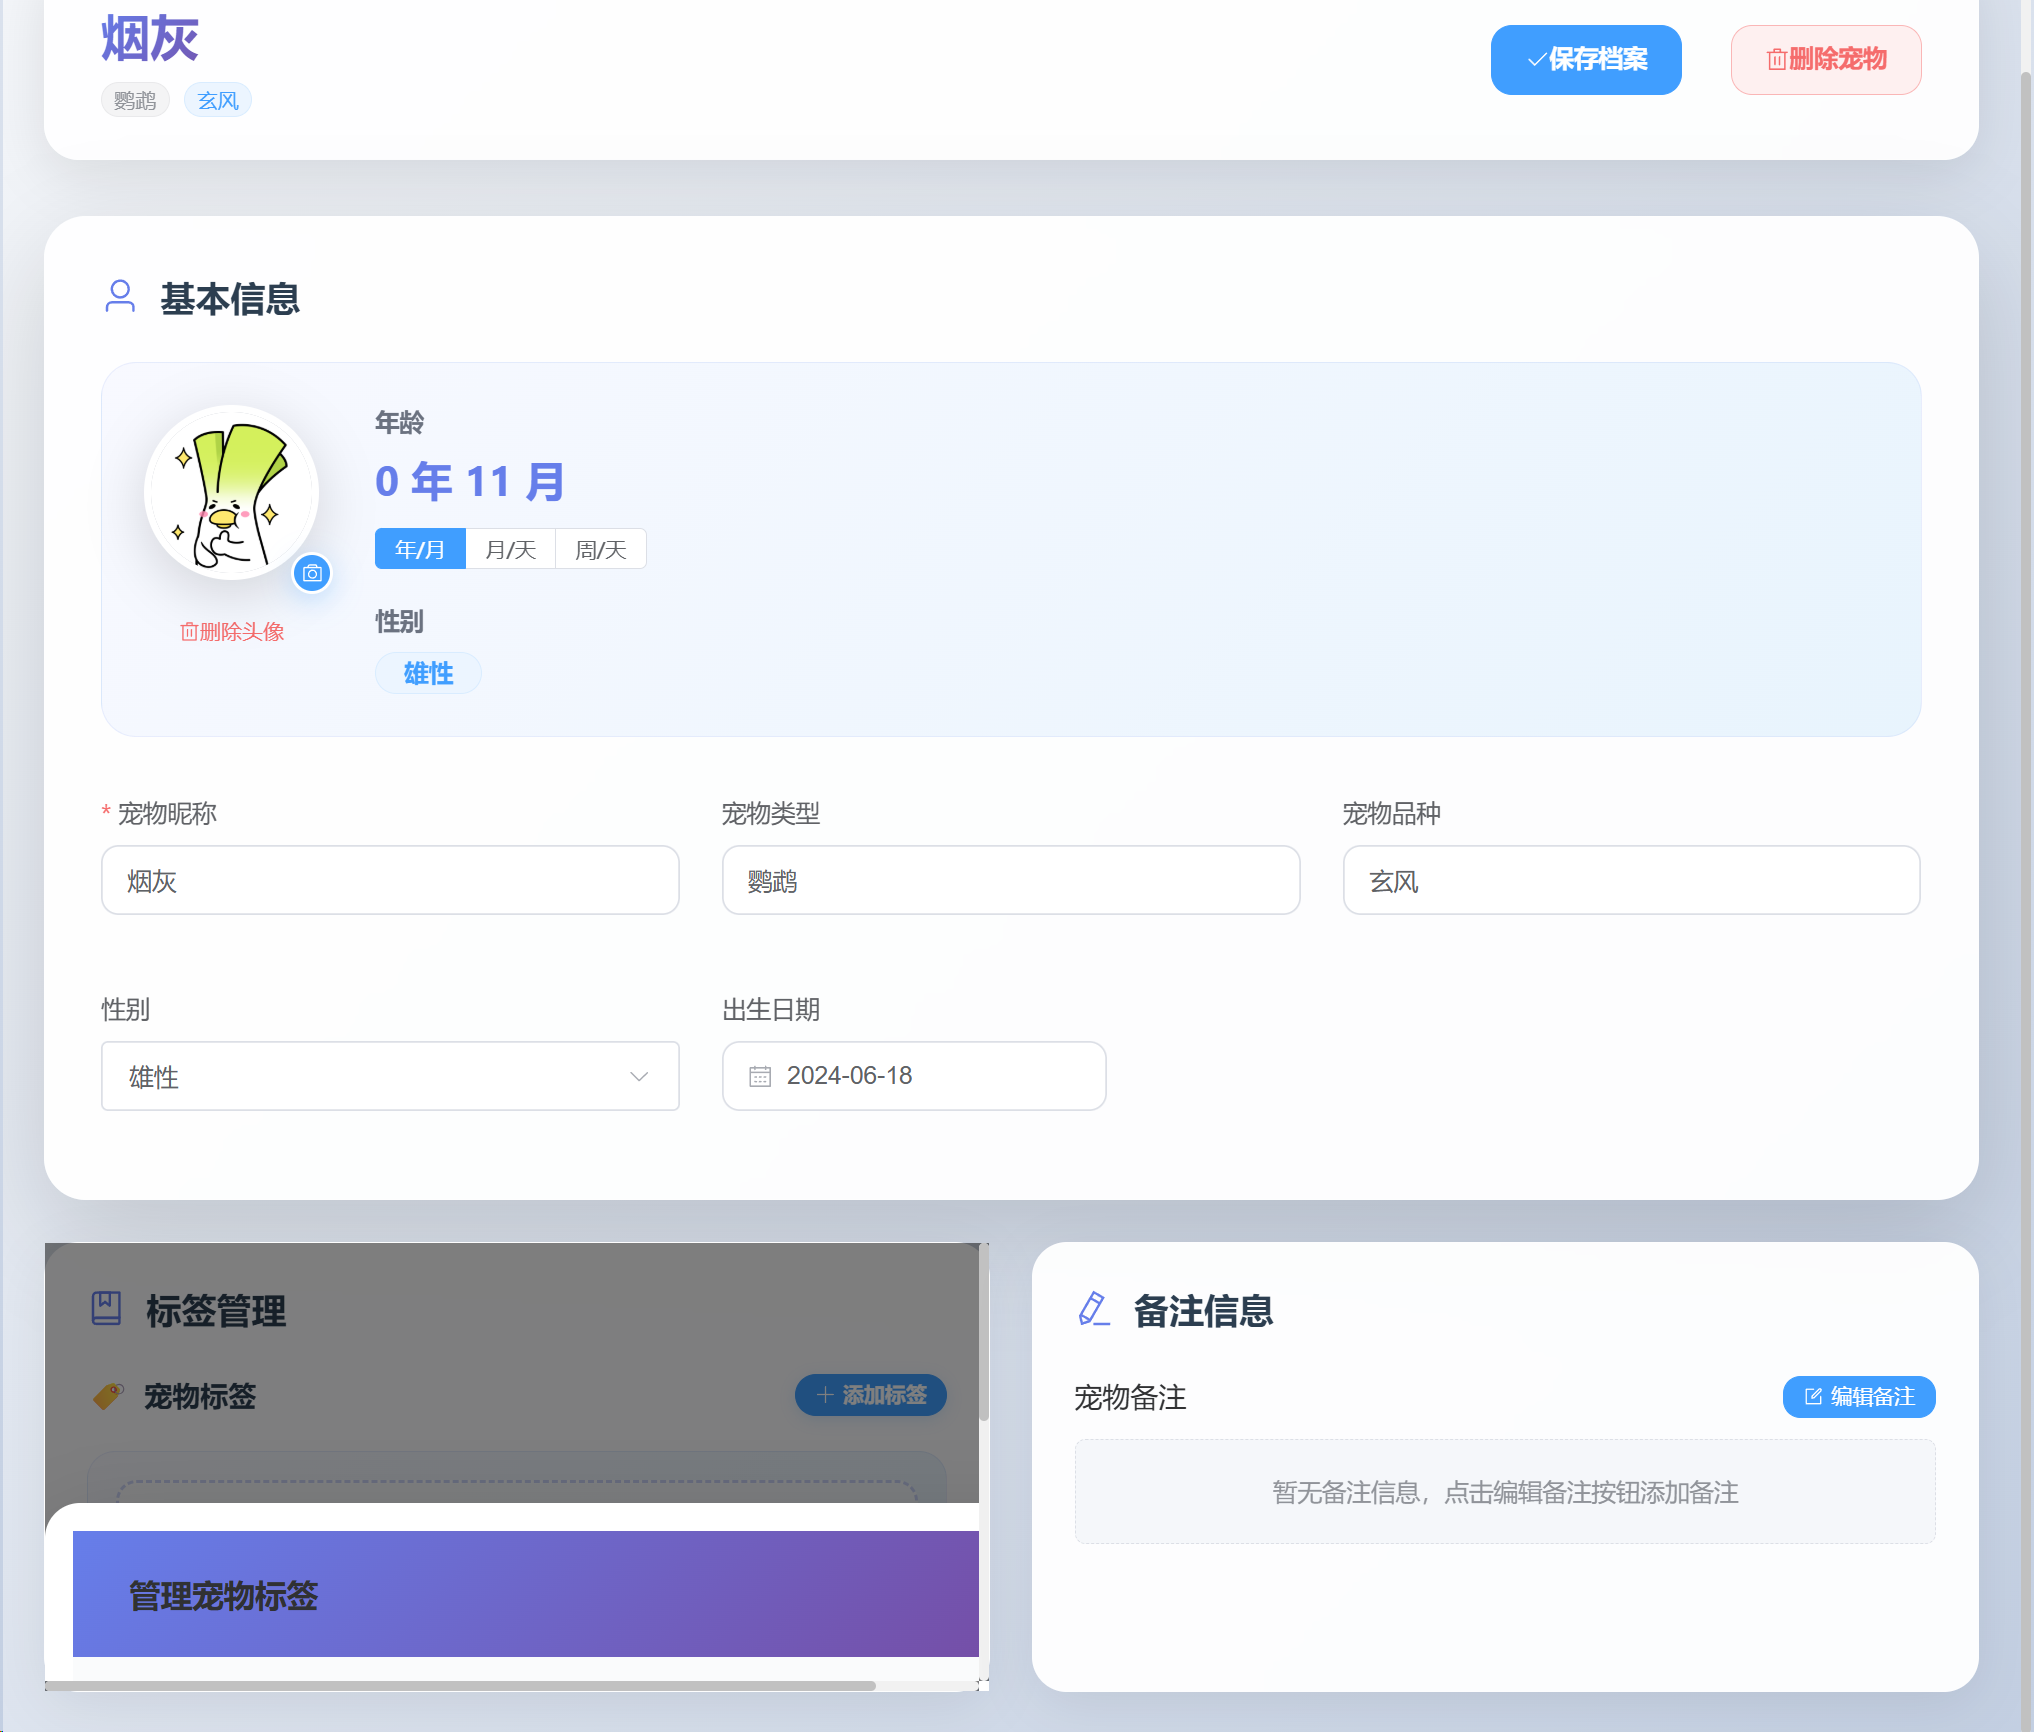 烟灰
鹦鹉 玄风
保存档案 删除宠物
基本信息
年龄
0 年 11 月
年/月 月/天 周/天
性别
雄性
删除头像
* 宠物昵称 宠物类型 宠物品种
烟灰 鹦鹉 玄风
性别 出生日期
雄性 2024-06-18
标签管理
宠物标签 添加标签
管理宠物标签
备注信息
宠物备注 编辑备注
暂无备注信息，点击编辑备注按钮添加备注